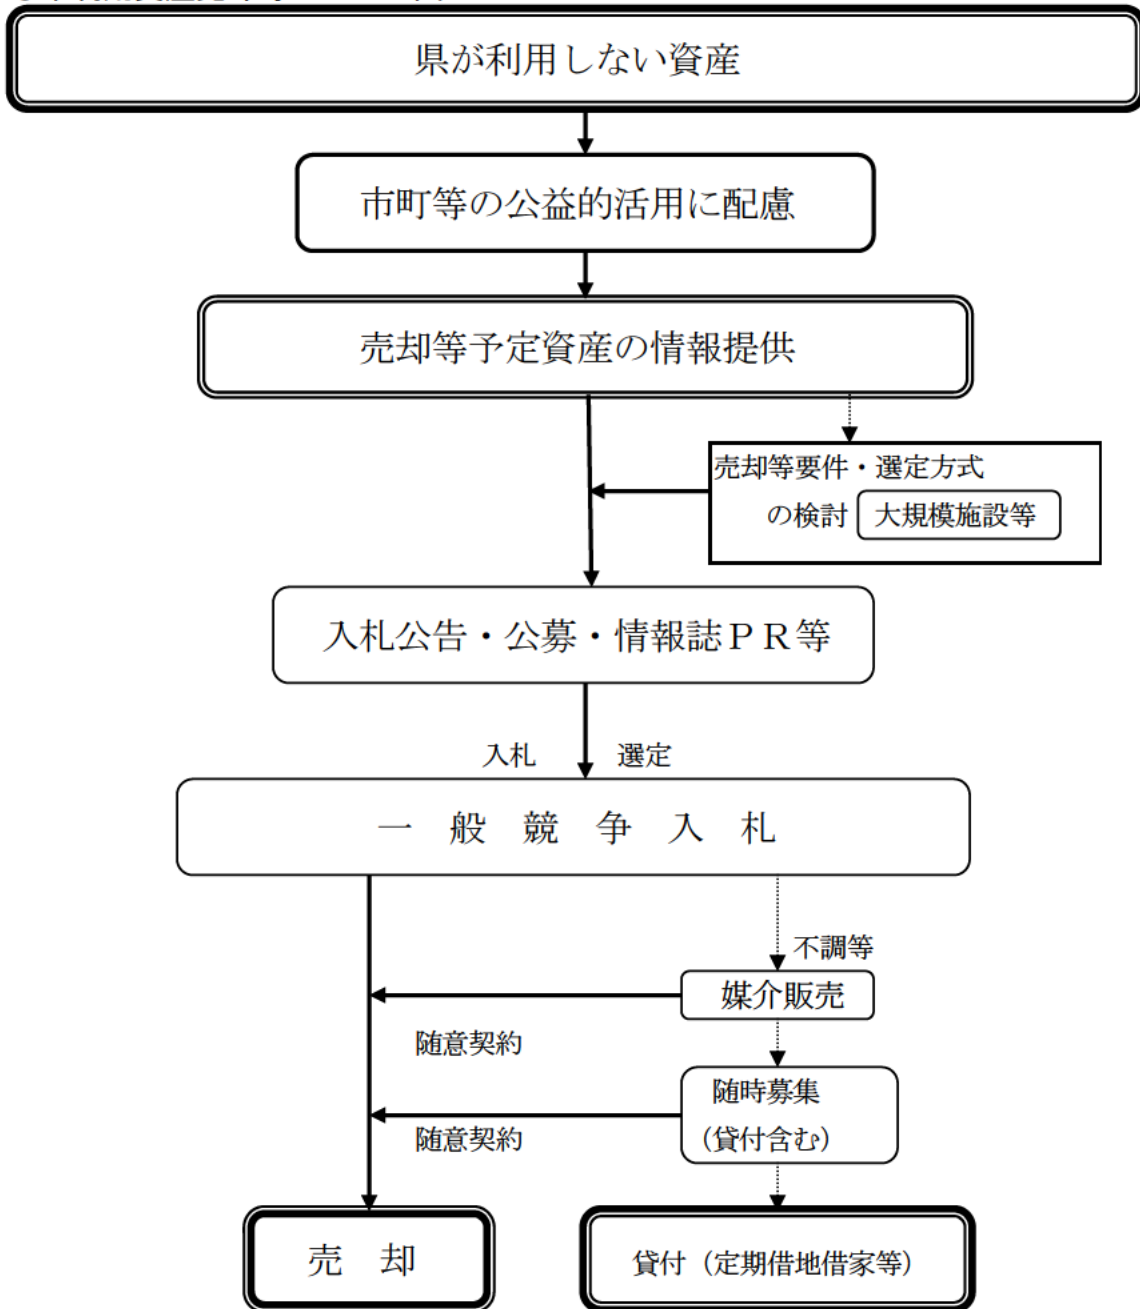 県が利用しない資産
市町等の公益的活用に配慮
売却等予定資産の情報提供
売却等要件・選定方式
の検討 大規模施設等
入札公告・公募・情報誌ＰＲ等
入札 選定
一般競争入札
不調等
媒介販売
随意契約
随時募集
（貸付含む）
随意契約
売却
貸付（定期借地借家等）